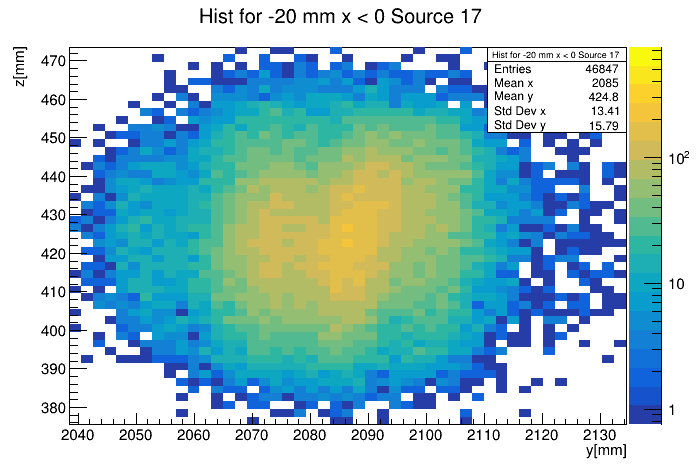 Hist for -20 mm x < 0 Source 17
z[mm]
470
460
450
440
430
420
410
400
390
380
Hist for -20 mm x < 0 Source 17
Entries 46847
Mean x 2085
Mean y 424.8
Std Dev x 13.41
Std Dev y 15.79
10²
10
1
2040 2050 2060 2070 2080 2090 2100 2110 2120 2130
y[mm]